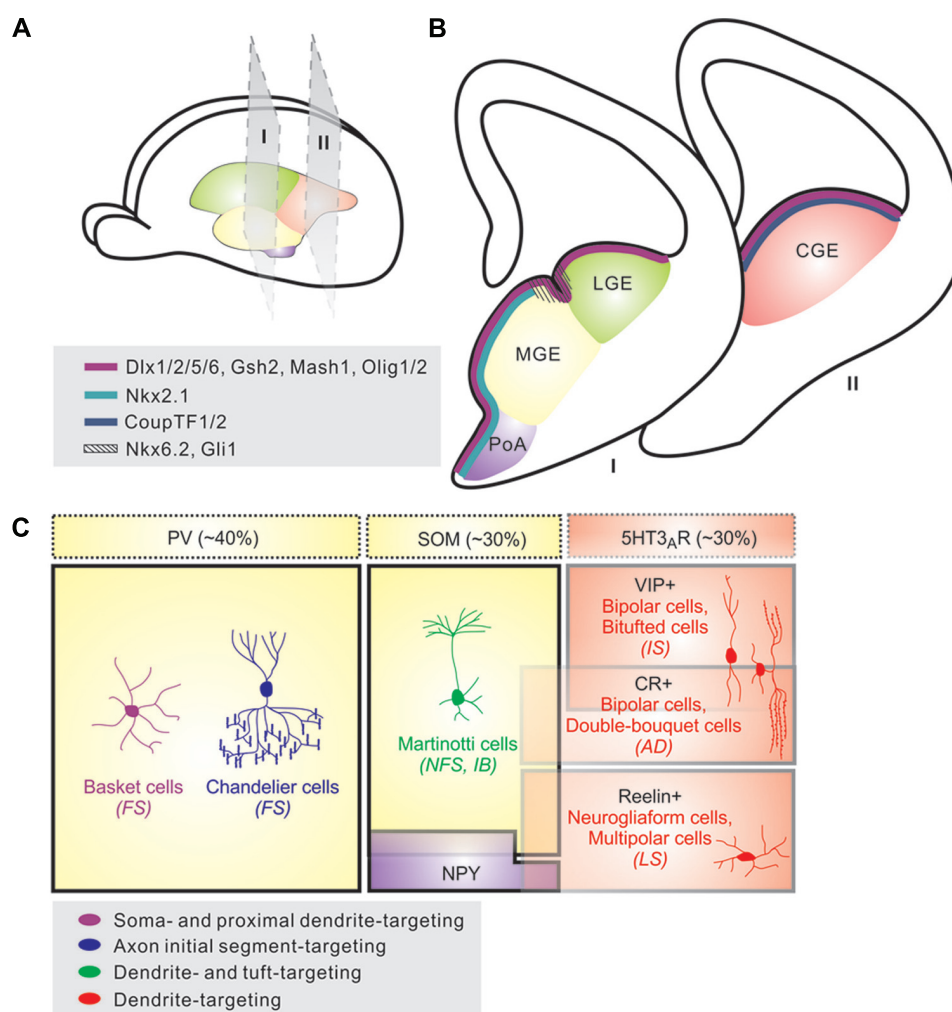 A
I
II
B
LGE
MGE
PoA
CGE
I
II
Dlx1/2/5/6, Gsh2, Mash1, Olig1/2
Nkx2.1
CoupTF1/2
Nkx6.2, Gli1
C
PV (~40%)
SOM (~30%)
5HT3AR (~30%)
Basket cells
(FS)
Chandelier cells
(FS)
Martinotti cells
(NFS, IB)
NPY
VIP+
Bipolar cells,
Bitufted cells
(IS)
CR+
Bipolar cells,
Double-bouquet cells
(AD)
Reelin+
Neurogliaform cells,
Multipolar cells
(LS)
Soma- and proximal dendrite-targeting
Axon initial segment-targeting
Dendrite- and tuft-targeting
Dendrite-targeting